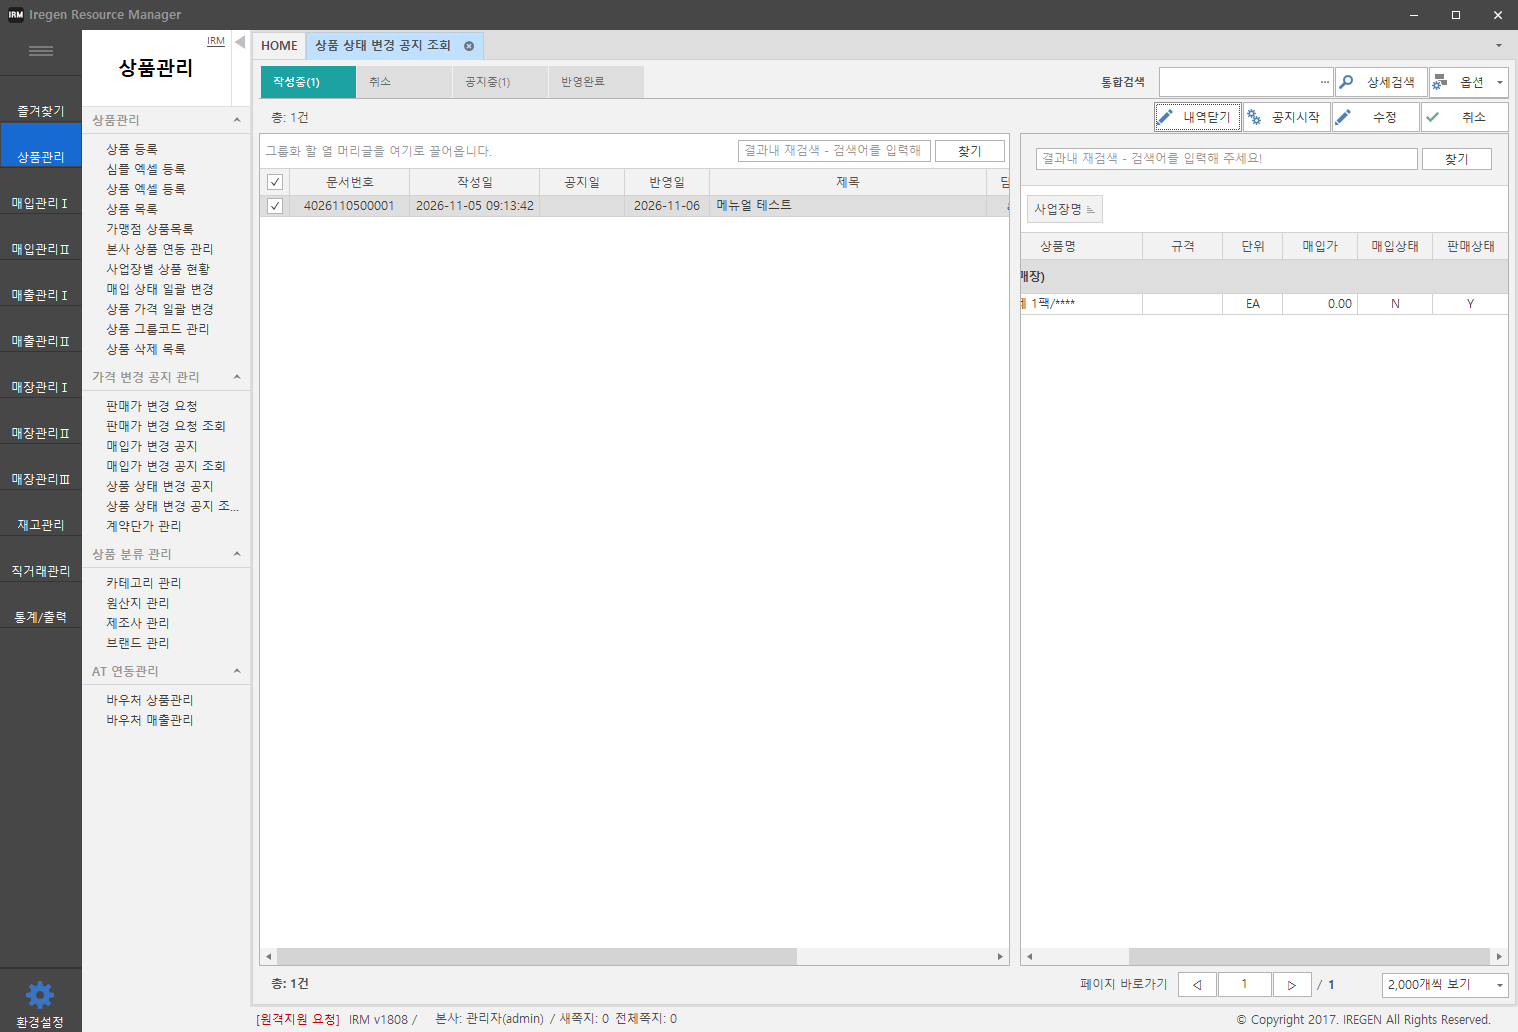 IRM Iregen Resource Manager
즐겨찾기
상품관리
매입관리 I
매입관리 II
매출관리 I
매출관리 II
매장관리 I
매장관리 II
매장관리 III
재고관리
직거래관리
통계/출력
환경설정
IRM
상품관리
상품관리
상품 등록
심플 엑셀 등록
상품 엑셀 등록
상품 목록
가맹점 상품목록
본사 상품 연동 관리
사업장별 상품 현황
매입 상태 일괄 변경
상품 가격 일괄 변경
상품 그룹코드 관리
상품 삭제 목록
가격 변경 공지 관리
판매가 변경 요청
판매가 변경 요청 조회
매입가 변경 공지
매입가 변경 공지 조회
상품 상태 변경 공지
상품 상태 변경 공지 조...
계약단가 관리
상품 분류 관리
카테고리 관리
원산지 관리
제조사 관리
브랜드 관리
AT 연동관리
바우처 상품관리
바우처 매출관리
HOME 상품 상태 변경 공지 조회
작성중(1) 취소 공지중(1) 반영완료 통합검색 ... 상세검색 옵션
총: 1건 내역닫기 공지시작 수정 취소
그룹화 할 열 머리글을 여기로 끌어옵니다. 결과내 재검색 - 검색어를 입력해 찾기
문서번호 작성일 공지일 반영일 제목
4026110500001 2026-11-05 09:13:42 2026-11-06 메뉴얼 테스트
결과내 재검색 - 검색어를 입력해 주세요! 찾기
사업장명
상품명 규격 단위 매입가 매입상태 판매상태
매장)
1팩/**** EA 0.00 N Y
총: 1건 페이지 바로가기 1 / 1 2,000개씩 보기
[원격지원 요청] IRM v1808 / 본사: 관리자(admin) / 새쪽지: 0 전체쪽지: 0 © Copyright 2017. IREGEN All Rights Reserved.